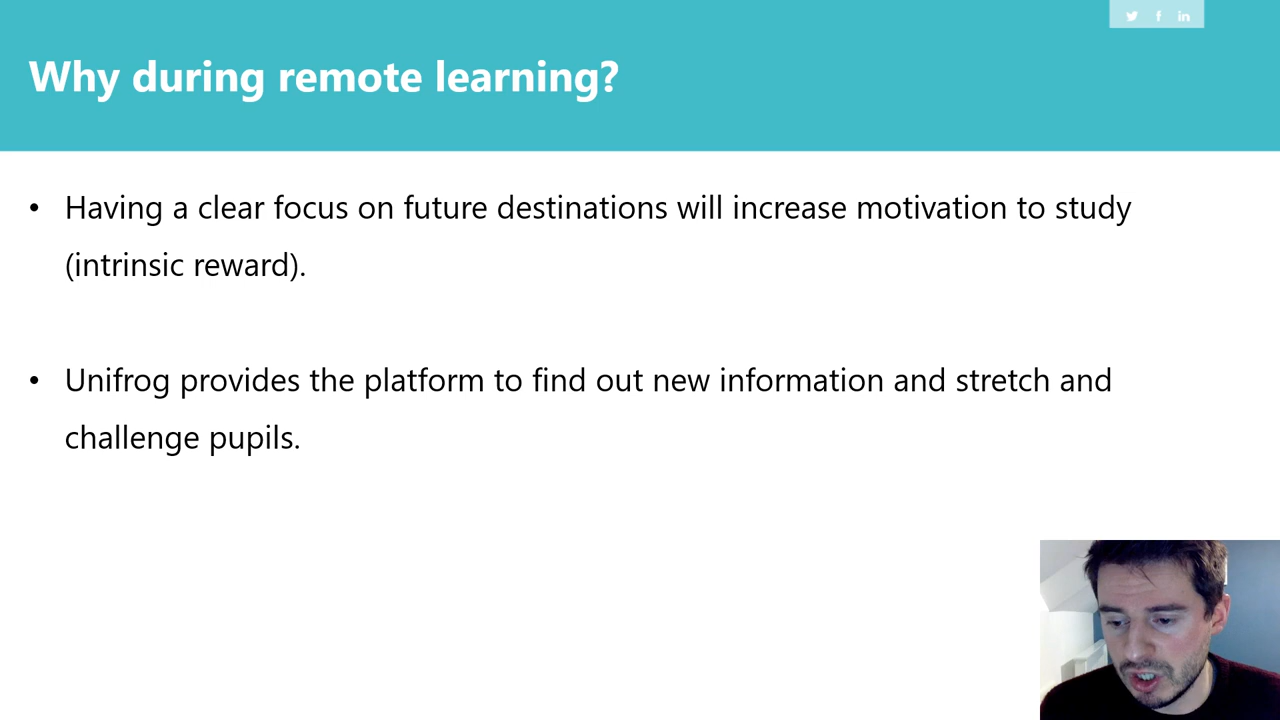 Why during remote learning?
• Having a clear focus on future destinations will increase motivation to study
(intrinsic reward).
• Unifrog provides the platform to find out new information and stretch and
challenge pupils.